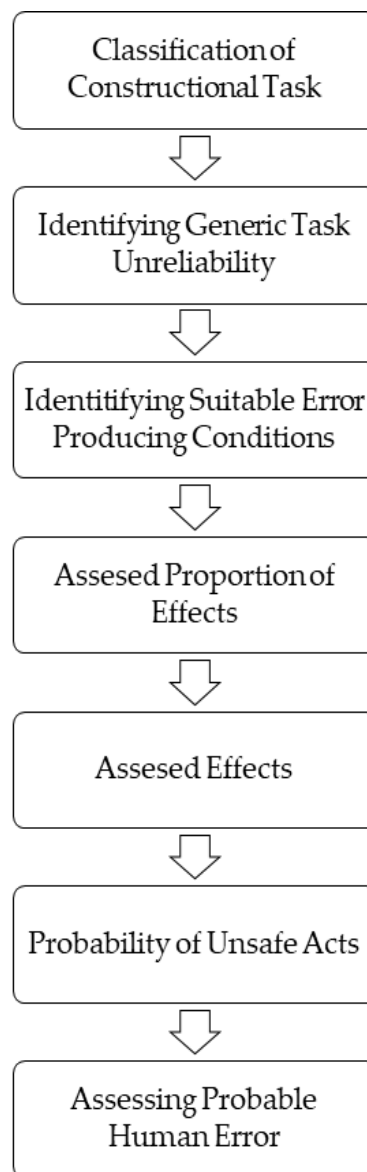 Classification of
Constructional Task
Identifying Generic Task
Unreliability
Identitifying Suitable Error
Producing Conditions
Assesed Proportion of
Effects
Assesed Effects
Probability of Unsafe Acts
Assessing Probable
Human Error